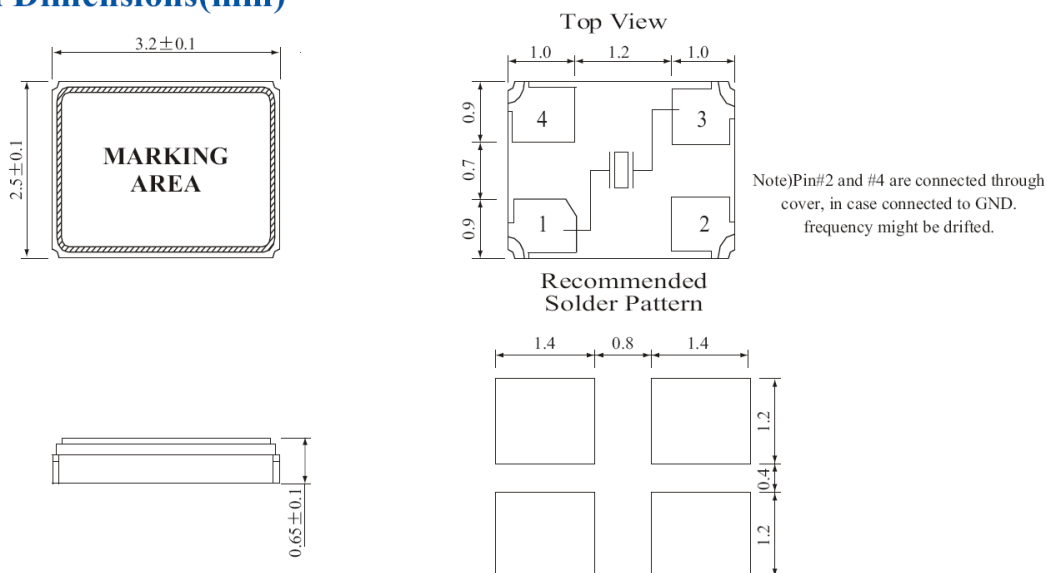 Dimensions(mm)
3.2±0.1
2.5±0.1
MARKING
AREA
Top View
1.0
1.2
1.0
0.9
0.7
0.9
4
3
1
2
Note)Pin#2 and #4 are connected through
cover, in case connected to GND.
frequency might be drifted.
Recommended
Solder Pattern
1.4
0.8
1.4
1.2
0.4
1.2
0.65±0.1